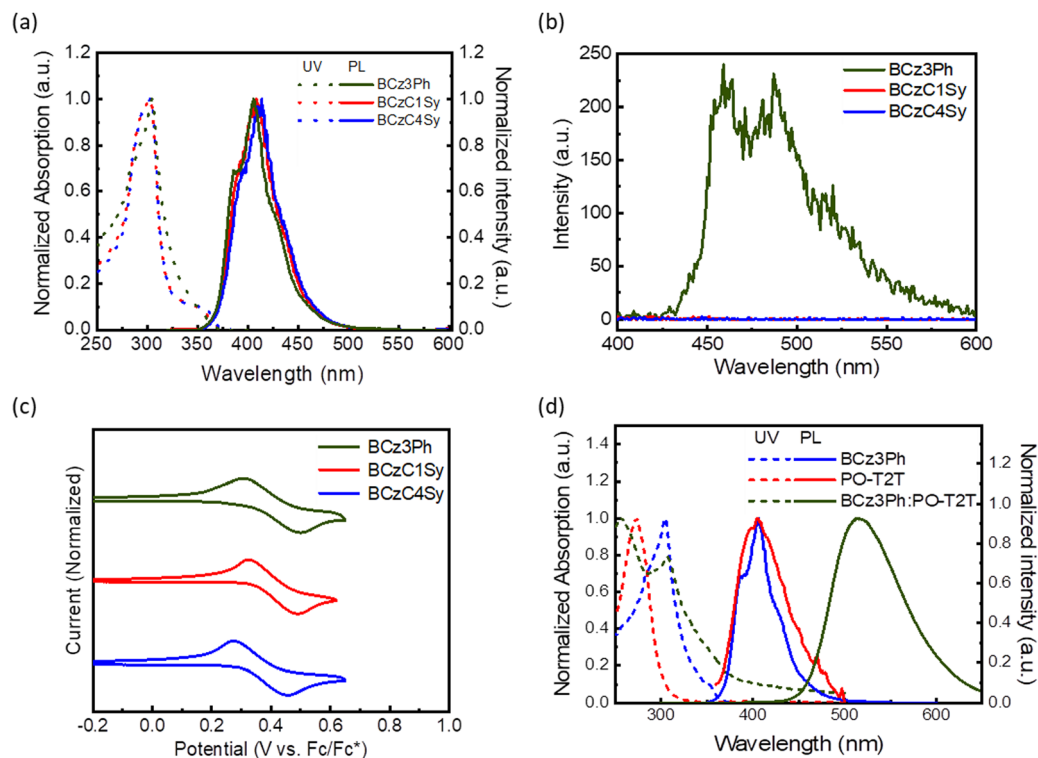 (a)
Normalized Absorption (a.u.)
1.2
1.0
0.8
0.6
0.4
0.2
0.0
UV PL
BCz3Ph
BCzC1Sy
BCzC4Sy
1.2
1.0
0.8
0.6
0.4
0.2
0.0
Normalized intensity (a.u.)
250 300 350 400 450 500 550 600
Wavelength (nm)
(b)
Intensity (a.u.)
250
200
150
100
50
0
BCz3Ph
BCzC1Sy
BCzC4Sy
400 450 500 550 600
Wavelength (nm)
(c)
Current (Normalized)
BCz3Ph
BCzC1Sy
BCzC4Sy
-0.2 0.0 0.2 0.4 0.6 0.8 1.0
Potential (V vs. Fc/Fc*)
(d)
Normalized Absorption (a.u.)
1.4
1.2
1.0
0.8
0.6
0.4
0.2
0.0
UV PL
BCz3Ph
PO-T2T
BCz3Ph:PO-T2T
1.2
1.0
0.8
0.6
0.4
0.2
0.0
Normalized intensity (a.u.)
300 400 500 600
Wavelength (nm)